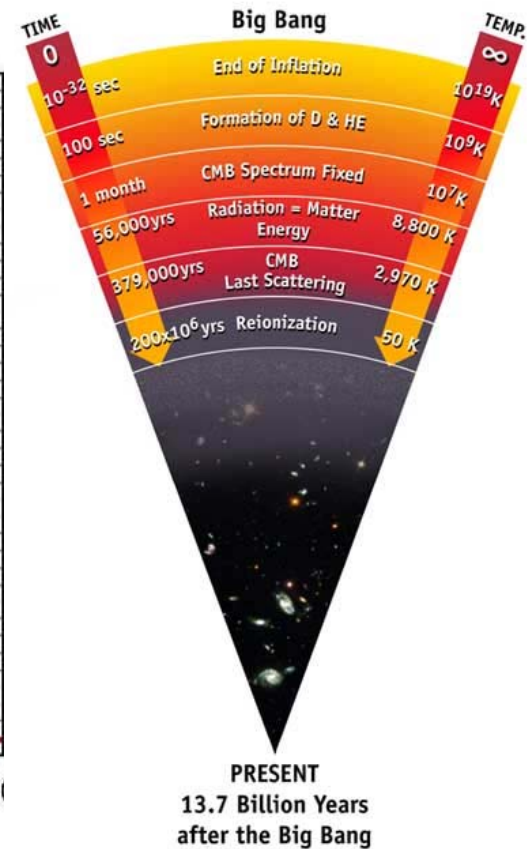 Big Bang
TIME
TEMP.
0
∞
10⁻³² sec End of Inflation 10¹⁹K
100 sec Formation of D & HE 10⁹K
1 month CMB Spectrum Fixed 10⁷K
56,000yrs Radiation = Matter 8,800 K
Energy
379,000yrs CMB 2,970 K
Last Scattering
200x10⁶yrs Reionization 50 K
PRESENT
13.7 Billion Years
after the Big Bang